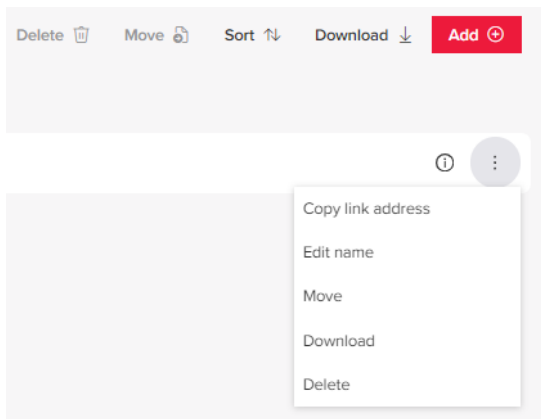 Delete Move Sort Download Add
Copy link address
Edit name
Move
Download
Delete